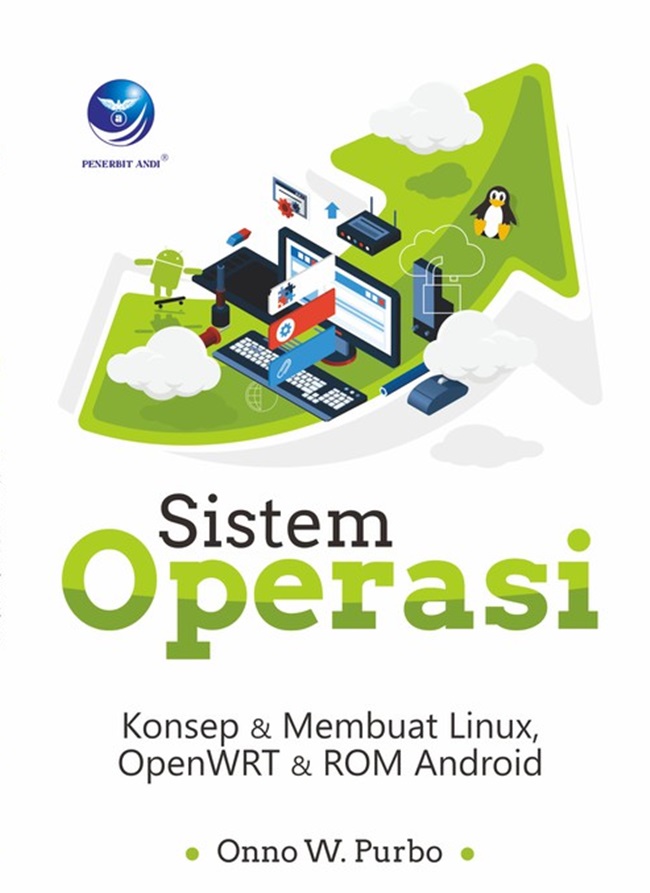 PENERBIT ANDI®
Sistem
Operasi
Konsep & Membuat Linux,
OpenWRT & ROM Android
• Onno W. Purbo •